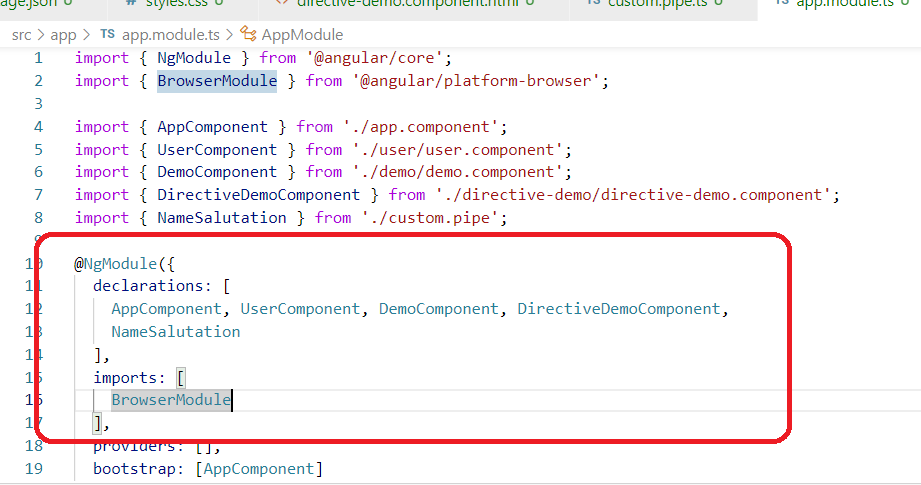 age.json U # styles.css U <> directive-demo.component.html U TS custom.pipe.ts U TS app.module.ts U
src > app > TS app.module.ts > AppModule
1 import { NgModule } from '@angular/core';
2 import { BrowserModule } from '@angular/platform-browser';
3
4 import { AppComponent } from './app.component';
5 import { UserComponent } from './user/user.component';
6 import { DemoComponent } from './demo/demo.component';
7 import { DirectiveDemoComponent } from './directive-demo/directive-demo.component';
8 import { NameSalutation } from './custom.pipe';
9
10 @NgModule({
11 declarations: [
12 AppComponent, UserComponent, DemoComponent, DirectiveDemoComponent,
13 NameSalutation
14 ],
15 imports: [
16 BrowserModule
17 ],
18 providers: [],
19 bootstrap: [AppComponent]